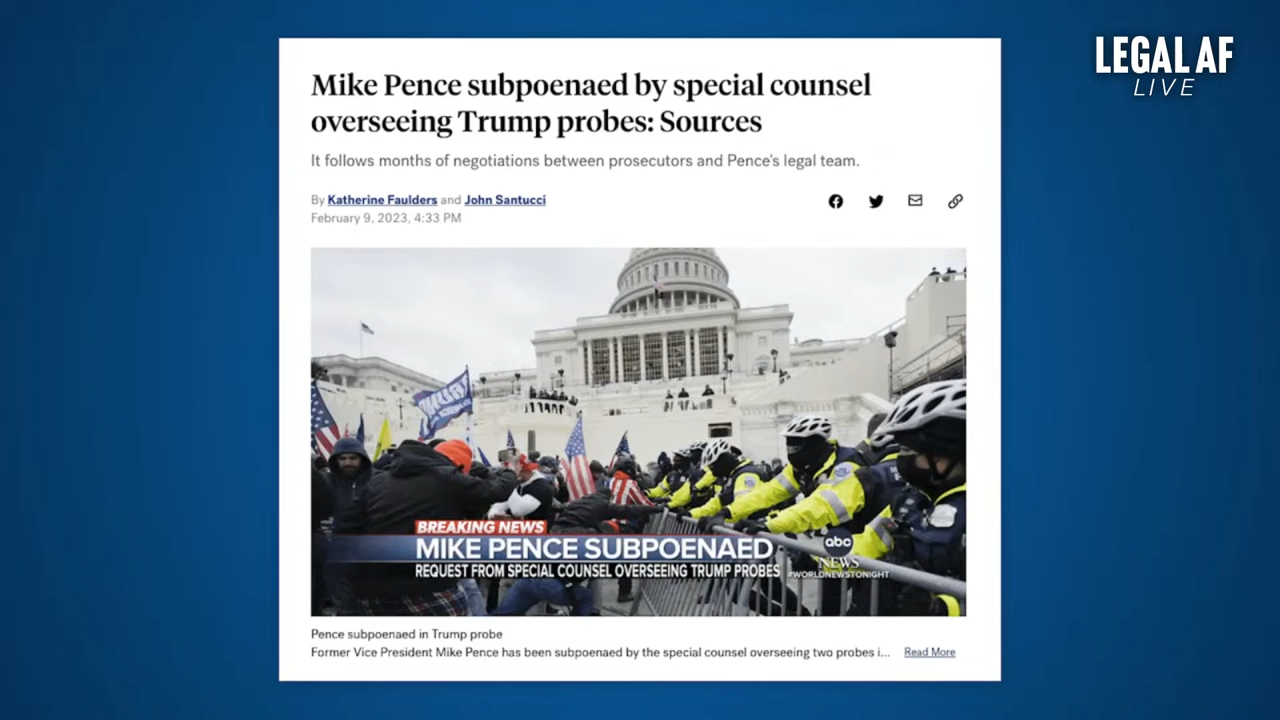 LEGAL AF
LIVE
Mike Pence subpoenaed by special counsel
overseeing Trump probes: Sources
It follows months of negotiations between prosecutors and Pence's legal team.
By Katherine Faulders and John Santucci
February 9, 2023, 4:33 PM
TRUMP
BREAKING NEWS
MIKE PENCE SUBPOENAED
REQUEST FROM SPECIAL COUNSEL OVERSEEING TRUMP PROBES
abc
NEWS
#WORLDNEWSTONIGHT
Pence subpoenaed in Trump probe
Former Vice President Mike Pence has been subpoenaed by the special counsel overseeing two probes i... Read More